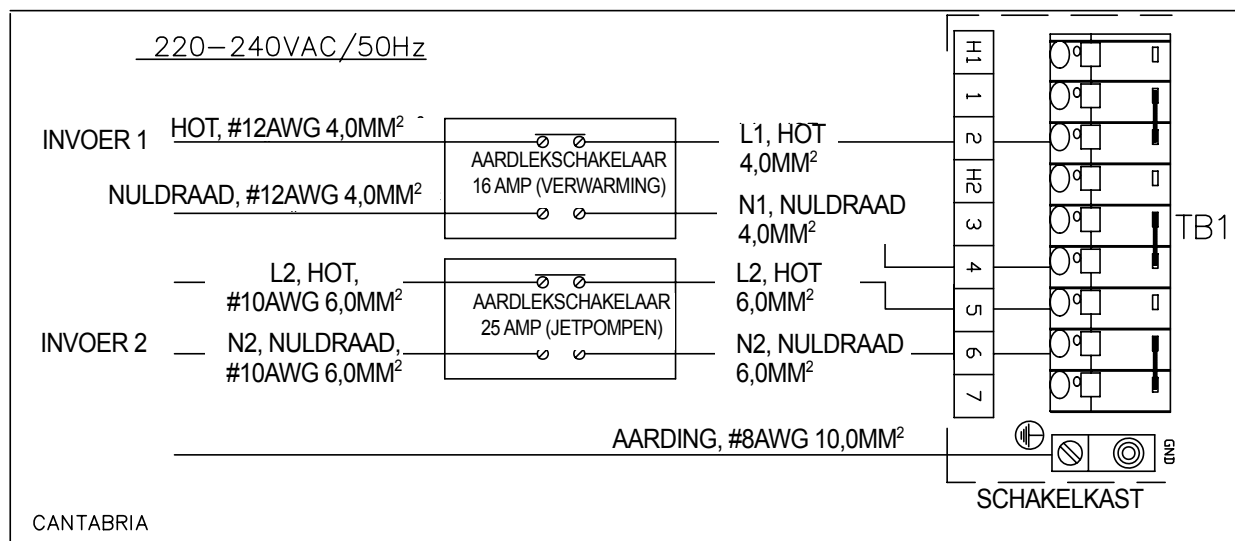 220-240VAC/50Hz
INVOER 1
HOT, #12AWG 4,0MM²
NULDRAAD, #12AWG 4,0MM²
AARDLEKSCHAKELAAR
16 AMP (VERWARMING)
L1, HOT
4,0MM²
N1, NULDRAAD
4,0MM²
INVOER 2
L2, HOT,
#10AWG 6,0MM²
N2, NULDRAAD,
#10AWG 6,0MM²
AARDLEKSCHAKELAAR
25 AMP (JETPOMPEN)
L2, HOT
6,0MM²
N2, NULDRAAD
6,0MM²
AARDING, #8AWG 10,0MM²
H1
1
2
H2
3
4
5
6
7
TB1
GND
SCHAKELKAST
CANTABRIA